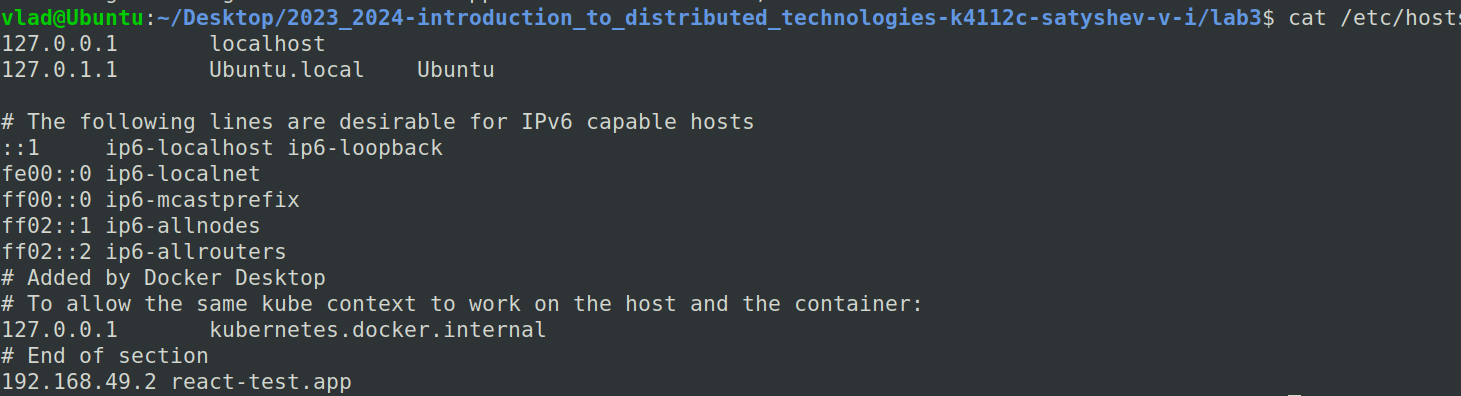 vlad@Ubuntu:~/Desktop/2023_2024-introduction_to_distributed_technologies-k4112c-satyshev-v-i/lab3$ cat /etc/hosts
127.0.0.1       localhost
127.0.1.1       Ubuntu.local    Ubuntu

# The following lines are desirable for IPv6 capable hosts
::1     ip6-localhost ip6-loopback
fe00::0 ip6-localnet
ff00::0 ip6-mcastprefix
ff02::1 ip6-allnodes
ff02::2 ip6-allrouters
# Added by Docker Desktop
# To allow the same kube context to work on the host and the container:
127.0.0.1       kubernetes.docker.internal
# End of section
192.168.49.2 react-test.app